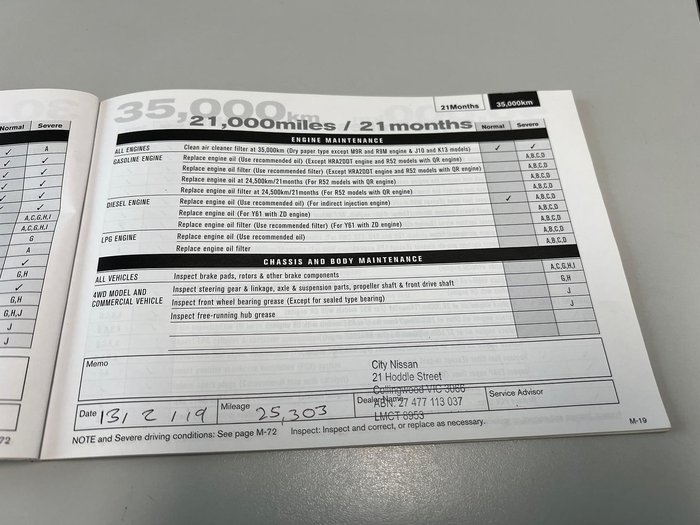 Normal Severe
✓ A
✓ ✓
✓ ✓
✓ ✓
✓ ✓
A,C,G,H,I
A,C,G,H,I
G
A
✓
G,H
✓
G,H
G,H,J
J
J
72
21Months 35,000km
35,000km
21,000miles / 21months Normal Severe
ENGINE MAINTENANCE
ALL ENGINES Clean air cleaner filter at 35,000km (Dry paper type except M9R and R9M engine & J10 and K13 models) ✓ ✓
GASOLINE ENGINE Replace engine oil (Use recommended oil) (Except HRA2DDT engine and R52 models with QR engine) A,B,C,D
Replace engine oil filter (Use recommended filter) (Except HRA2DDT engine and R52 models with QR engine) A,B,C,D
Replace engine oil at 24,500km/21months (For R52 models with QR engine) A,B,C,D
Replace engine oil filter at 24,500km/21months (For R52 models with QR engine) A,B,C,D
DIESEL ENGINE Replace engine oil (Use recommended oil) (For indirect injection engine) ✓ A,B,C,D
Replace engine oil (For Y61 with ZD engine) A,B,C,D
Replace engine oil filter (Use recommended filter) (For Y61 with ZD engine) A,B,C,D
LPG ENGINE Replace engine oil (Use recommended oil) A,B,C,D
Replace engine oil filter A,B,C,D
CHASSIS AND BODY MAINTENANCE
ALL VEHICLES Inspect brake pads, rotors & other brake components A,C,G,H,I
4WD MODEL AND COMMERCIAL VEHICLE Inspect steering gear & linkage, axle & suspension parts, propeller shaft & front drive shaft G,H
Inspect front wheel bearing grease (Except for sealed type bearing) J
Inspect free-running hub grease J
Memo
City Nissan
21 Hoddle Street
Collingwood VIC 3066
ABN: 27 477 113 037
LMCT 8953
Date 13/2/19 Mileage 25,303 Dealer Name Service Advisor
NOTE and Severe driving conditions: See page M-72 Inspect: Inspect and correct, or replace as necessary.
M-19